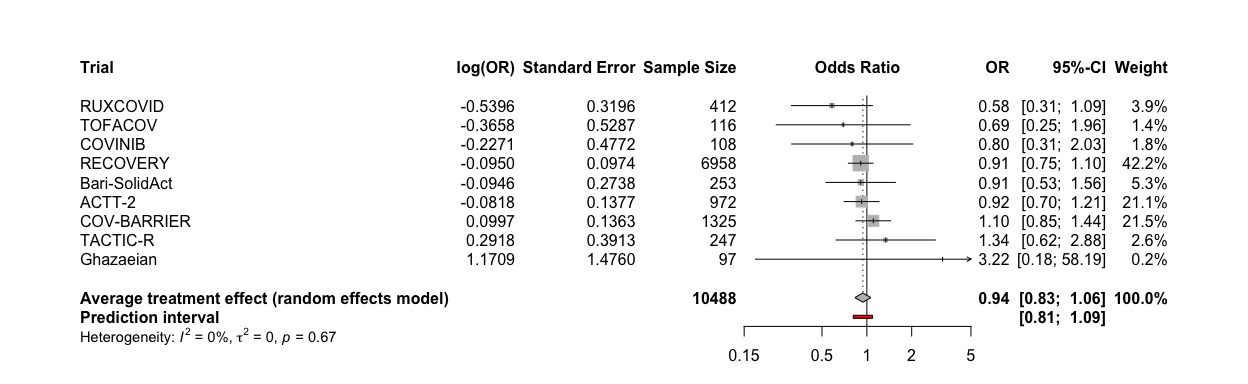 Trial log(OR) Standard Error Sample Size Odds Ratio OR 95%-CI Weight
RUXCOVID -0.5396 0.3196 412 0.58 [0.31; 1.09] 3.9%
TOFACOV -0.3658 0.5287 116 0.69 [0.25; 1.96] 1.4%
COVINIB -0.2271 0.4772 108 0.80 [0.31; 2.03] 1.8%
RECOVERY -0.0950 0.0974 6958 0.91 [0.75; 1.10] 42.2%
Bari-SolidAct -0.0946 0.2738 253 0.91 [0.53; 1.56] 5.3%
ACTT-2 -0.0818 0.1377 972 0.92 [0.70; 1.21] 21.1%
COV-BARRIER 0.0997 0.1363 1325 1.10 [0.85; 1.44] 21.5%
TACTIC-R 0.2918 0.3913 247 1.34 [0.62; 2.88] 2.6%
Ghazaeian 1.1709 1.4760 97 3.22 [0.18; 58.19] 0.2%
Average treatment effect (random effects model) 10488 0.94 [0.83; 1.06] 100.0%
Prediction interval [0.81; 1.09]
Heterogeneity: I² = 0%, τ² = 0, p = 0.67
0.15 0.5 1 2 5